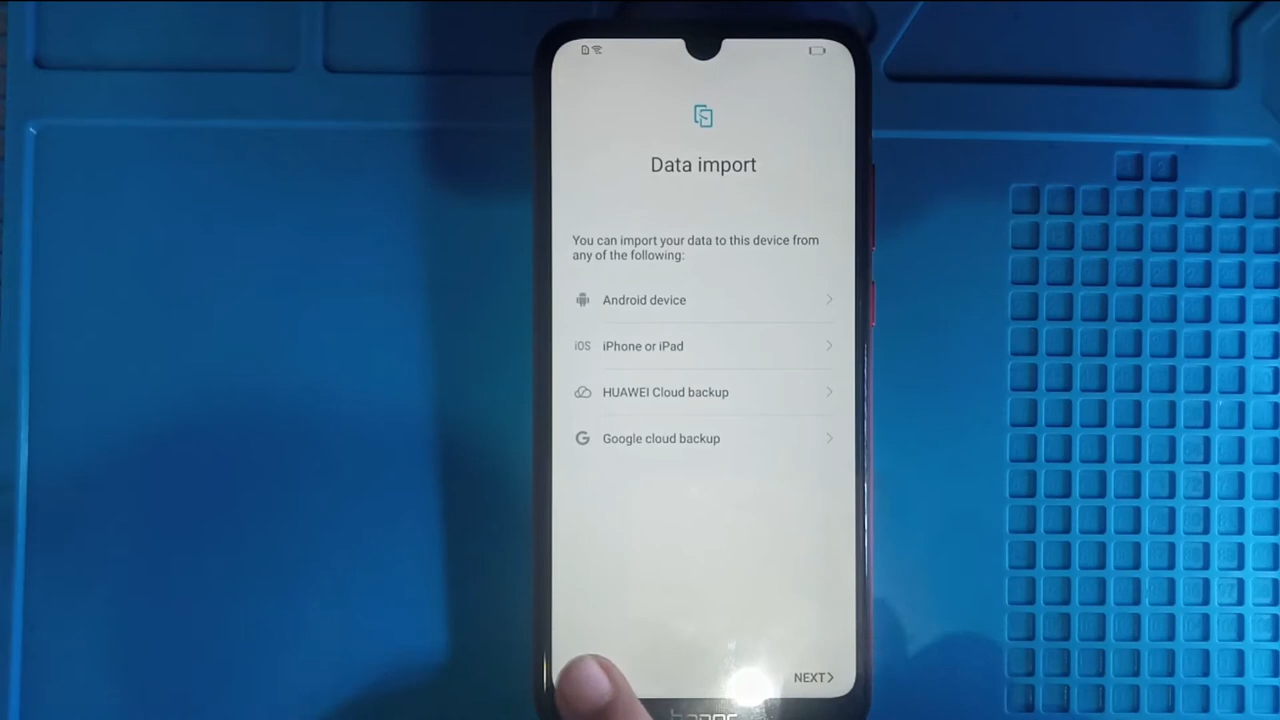 Data import
You can import your data to this device from
any of the following:
Android device
iOS iPhone or iPad
HUAWEI Cloud backup
G Google cloud backup
NEXT
honor